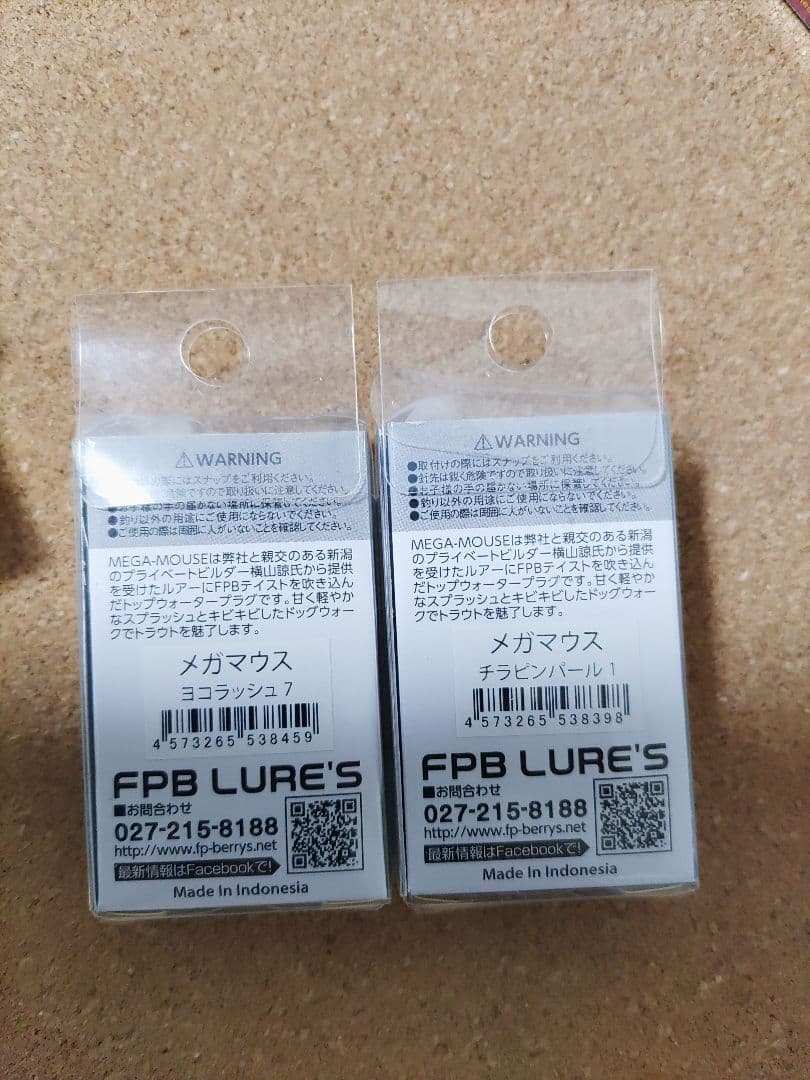 ⚠WARNING
の際にはスナップをご利用ください。
危険ですので取り扱いに注意してください。
お子様の手の届かない場所に保管してください。
●釣り以外の用途にご使用にならないでください。
●ご使用の際は周囲に人がいないことを確認してください。
MEGA-MOUSEは弊社と親交のある新潟
のプライベートビルダー横山諒氏から提供
を受けたルアーにFPBテイストを吹き込ん
だトップウォータープラグです。甘く軽やか
なスプラッシュとキビキビしたドッグウォー
クでトラウトを魅了します。
メガマウス
ヨコラッシュ7
4 573265 538459
FPB LURE'S
■お問合わせ
027-215-8188
http://www.fp-berrys.net
最新情報はFacebookで!
Made In Indonesia
⚠WARNING
●取付けの際にはスナップをご利用ください。
●針先は鋭く危険ですので取り扱いに注意してください。
●お子様の手の届かない場所に保管してください。
●釣り以外の用途にご使用にならないでください。
●ご使用の際は周囲に人がいないことを確認してください。
MEGA-MOUSEは弊社と親交のある新潟
のプライベートビルダー横山諒氏から提供
を受けたルアーにFPBテイストを吹き込ん
だトップウォータープラグです。甘く軽やか
なスプラッシュとキビキビしたドッグウォー
クでトラウトを魅了します。
メガマウス
チラピンパール 1
4 573265 538398
FPB LURE'S
■お問合わせ
027-215-8188
http://www.fp-berrys.net
最新情報はFacebookで!
Made In Indonesia